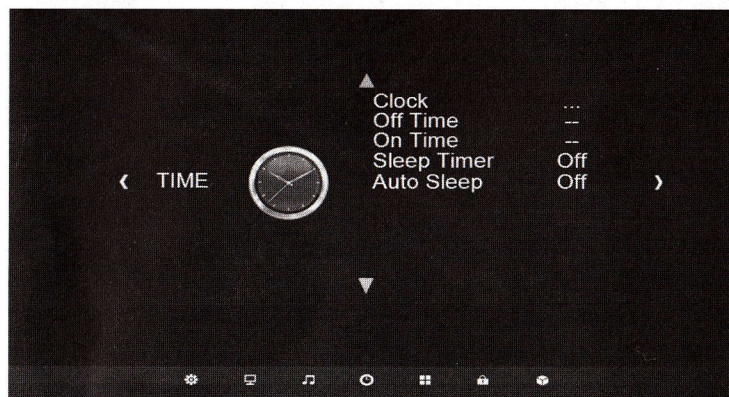 Clock ...
Off Time --
On Time --
Sleep Timer Off
TIME
Auto Sleep Off